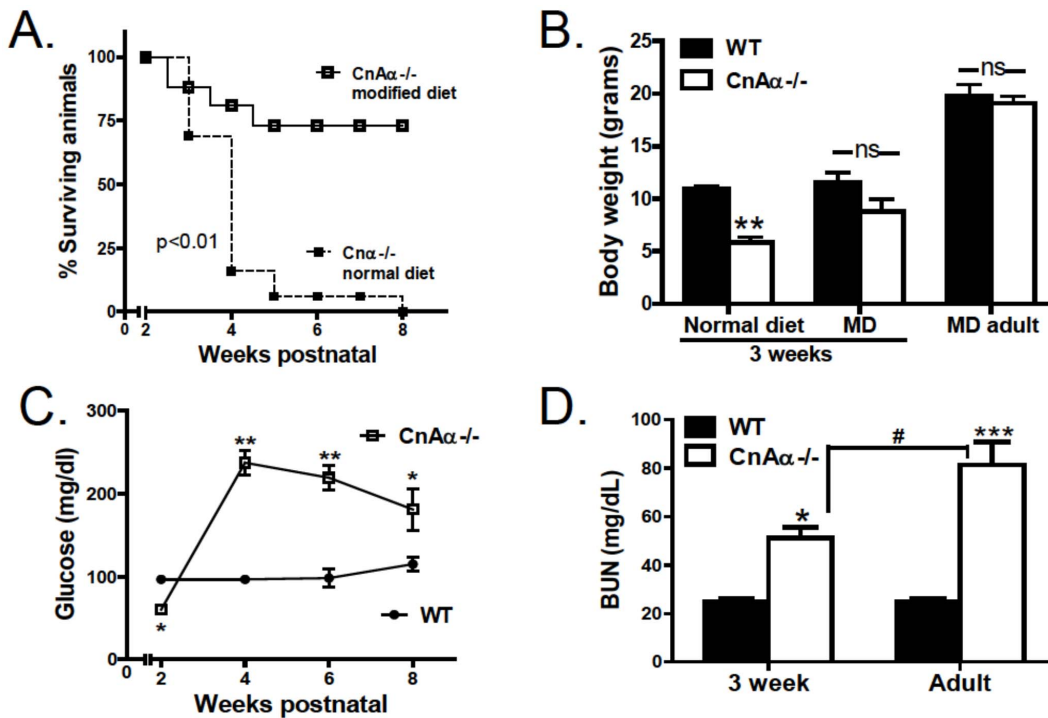 A.
% Surviving animals
100
75
50
25
0
0 2 4 6 8
Weeks postnatal
CnAα-/-
modified diet
p<0.01
Cnα-/-
normal diet
B.
Body weight (grams)
25
20
15
10
5
0
WT
CnAα-/-
**
ns
ns
Normal diet MD MD adult
3 weeks
C.
Glucose (mg/dl)
300
200
100
0
0 2 4 6 8
Weeks postnatal
** ** *
*
CnAα-/-
WT
D.
BUN (mg/dL)
100
80
60
40
20
0
WT
CnAα-/-
#
*
***
3 week Adult